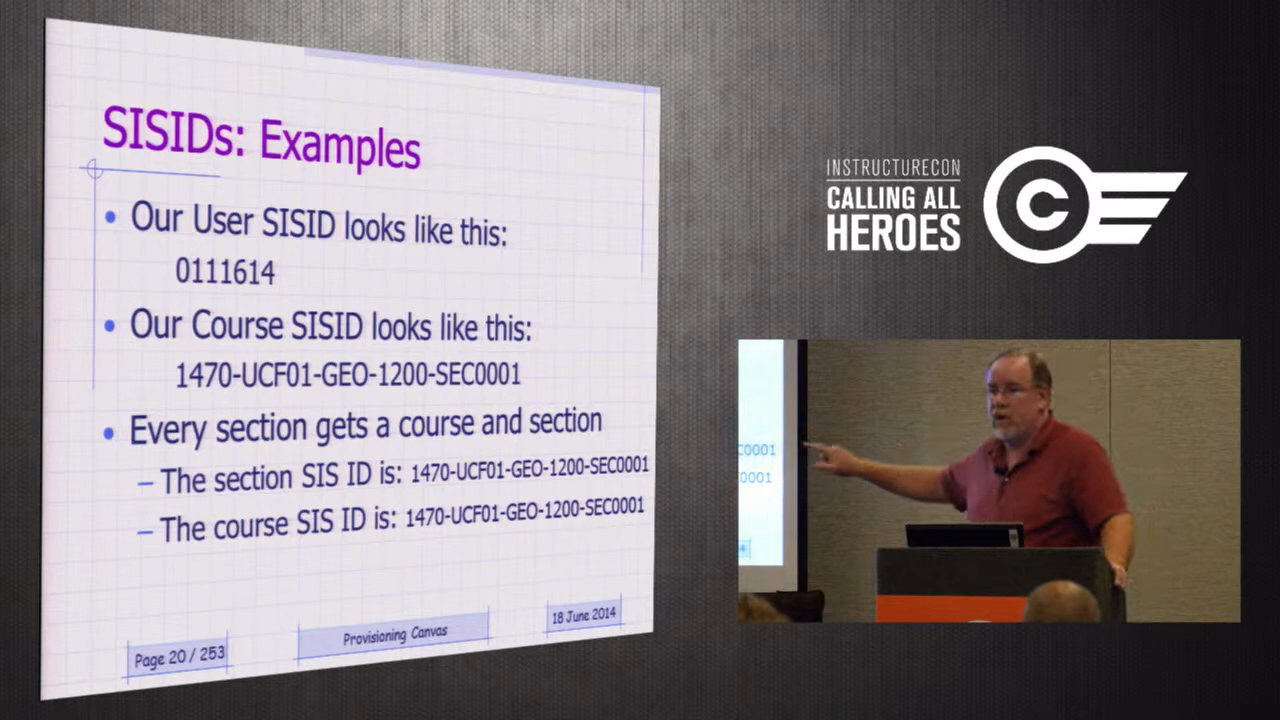 SISIDs: Examples
• Our User SISID looks like this:
0111614
• Our Course SISID looks like this:
1470-UCF01-GEO-1200-SEC0001
• Every section gets a course and section
– The section SIS ID is: 1470-UCF01-GEO-1200-SEC0001
– The course SIS ID is: 1470-UCF01-GEO-1200-SEC0001
Page 20 / 253
Provisioning Canvas
18 June 2014
INSTRUCTURECON
CALLING ALL
HEROES
C
C0001
0001